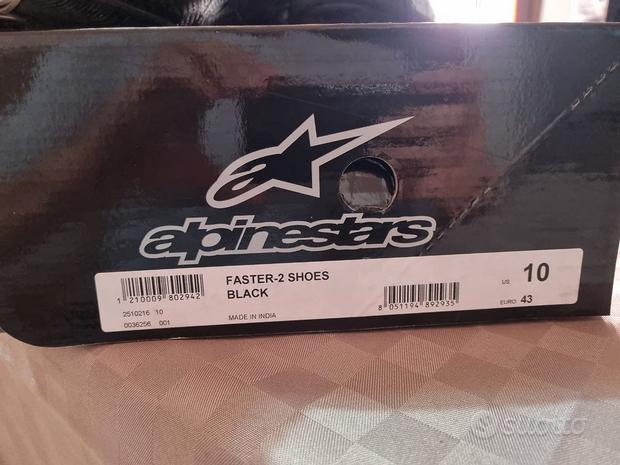 alpinestars
FASTER-2 SHOES
BLACK
MADE IN INDIA
1 210009 802942
2510216 10
0036256 001
8 051194 892935
US 10
EURO 43
subito